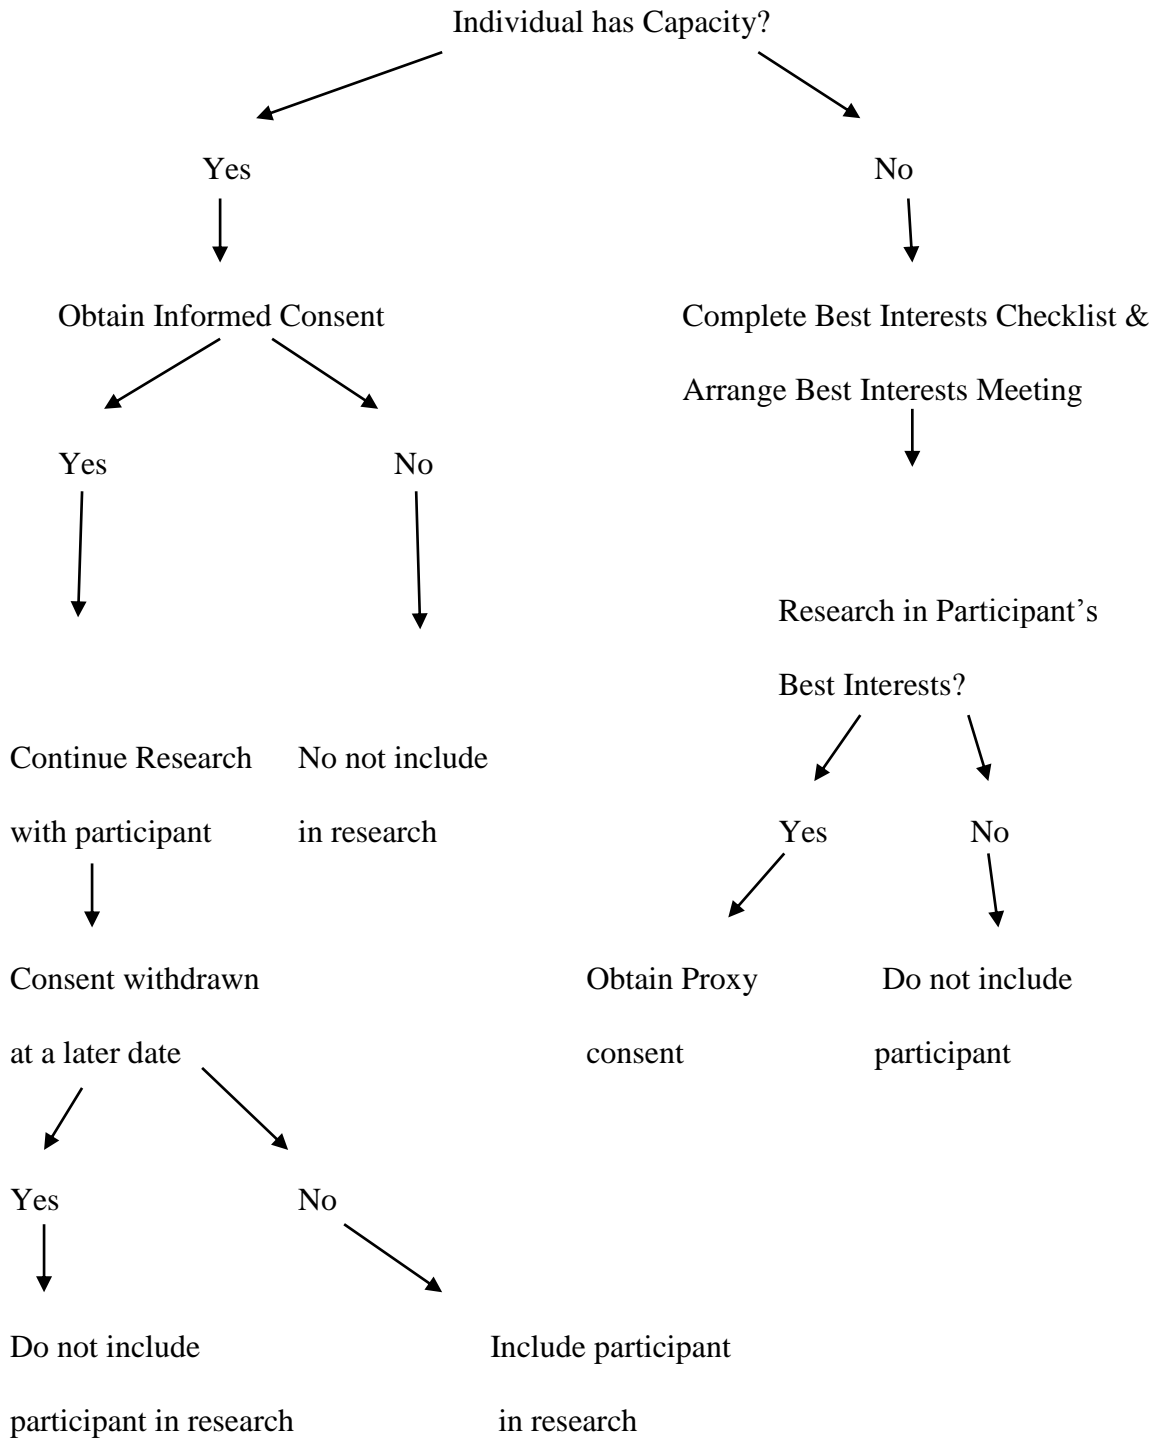 Individual has Capacity?
Yes
No
Obtain Informed Consent
Complete Best Interests Checklist &
Arrange Best Interests Meeting
Yes
No
Research in Participant’s
Best Interests?
Continue Research
with participant
No not include
in research
Yes
No
Consent withdrawn
at a later date
Obtain Proxy
consent
Do not include
participant
Yes
No
Do not include
participant in research
Include participant
in research